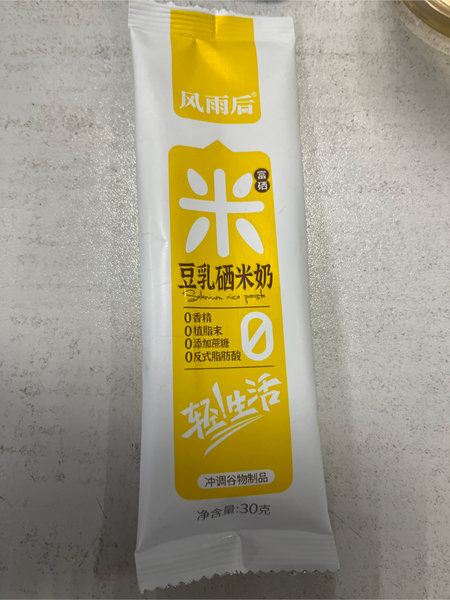 风雨后®
富硒
米
豆乳硒米奶
Selenium rice paste
0香精
0植脂末
0添加蔗糖
0反式脂肪酸
0
轻!生活
冲调谷物制品
净含量:30克